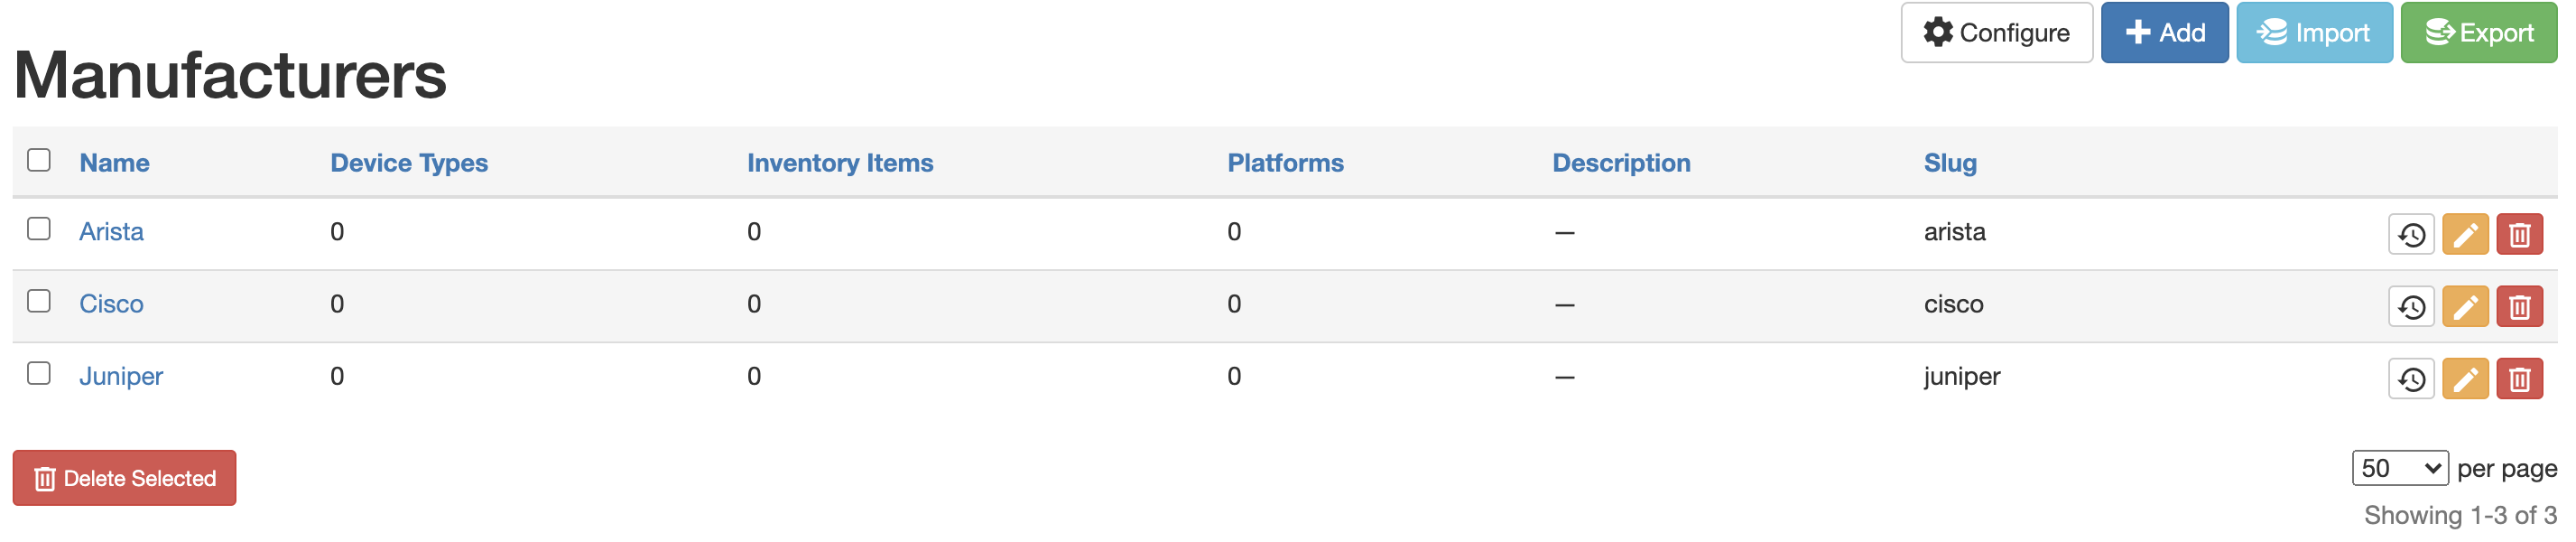 Configure Add Import Export
Manufacturers
Name Device Types Inventory Items Platforms Description Slug
Arista 0 0 0 — arista
Cisco 0 0 0 — cisco
Juniper 0 0 0 — juniper
Delete Selected 50 per page
Showing 1-3 of 3